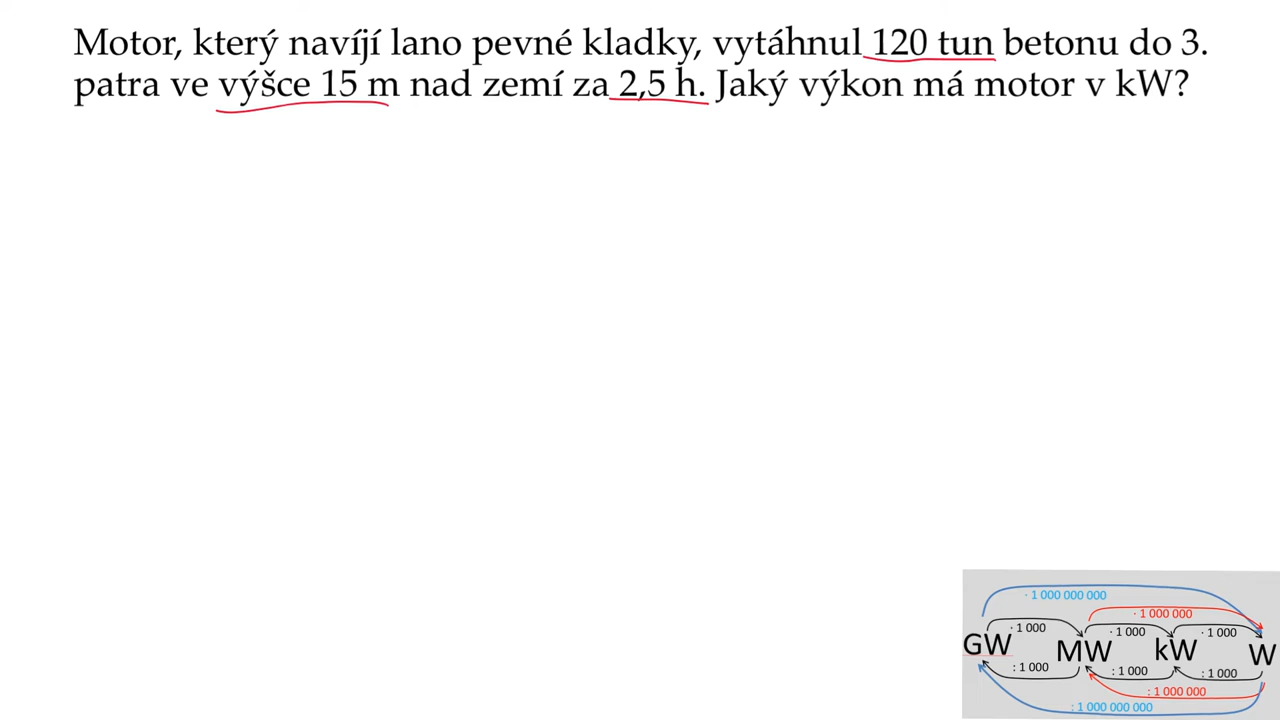 Motor, který navíjí lano pevné kladky, vytáhnul 120 tun betonu do 3.
patra ve výšce 15 m nad zemí za 2,5 h. Jaký výkon má motor v kW?
· 1 000 000 000
· 1 000 000
· 1 000 · 1 000 · 1 000
GW MW kW W
: 1 000 : 1 000 : 1 000
: 1 000 000
: 1 000 000 000